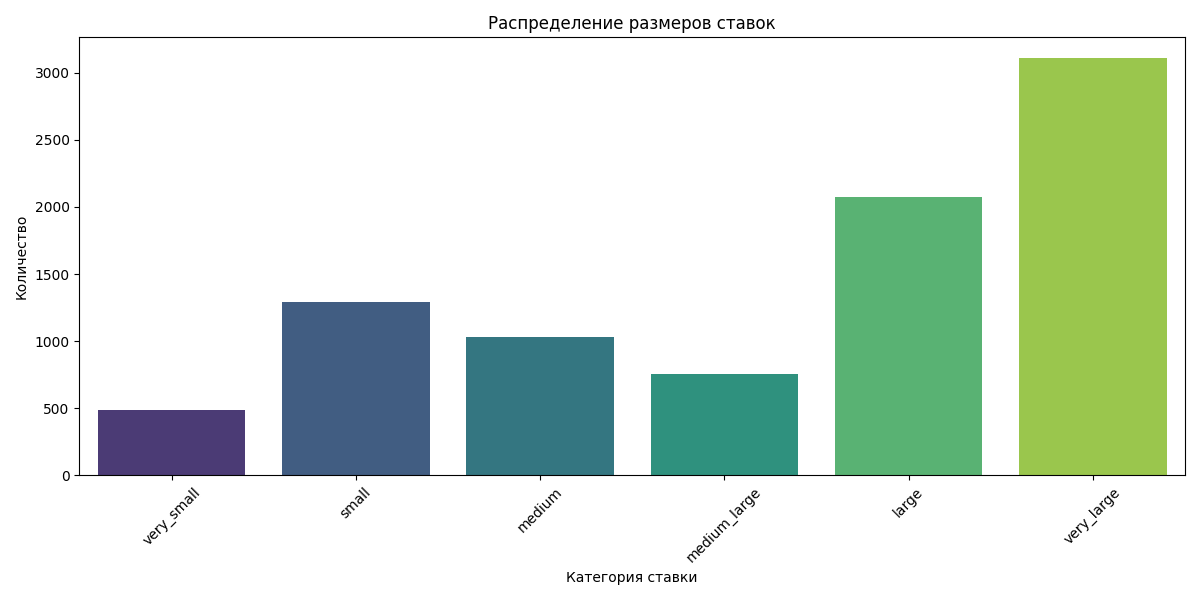 Распределение размеров ставок
Количество
3000
2500
2000
1500
1000
500
0
very_small
small
medium
medium_large
large
very_large
Категория ставки